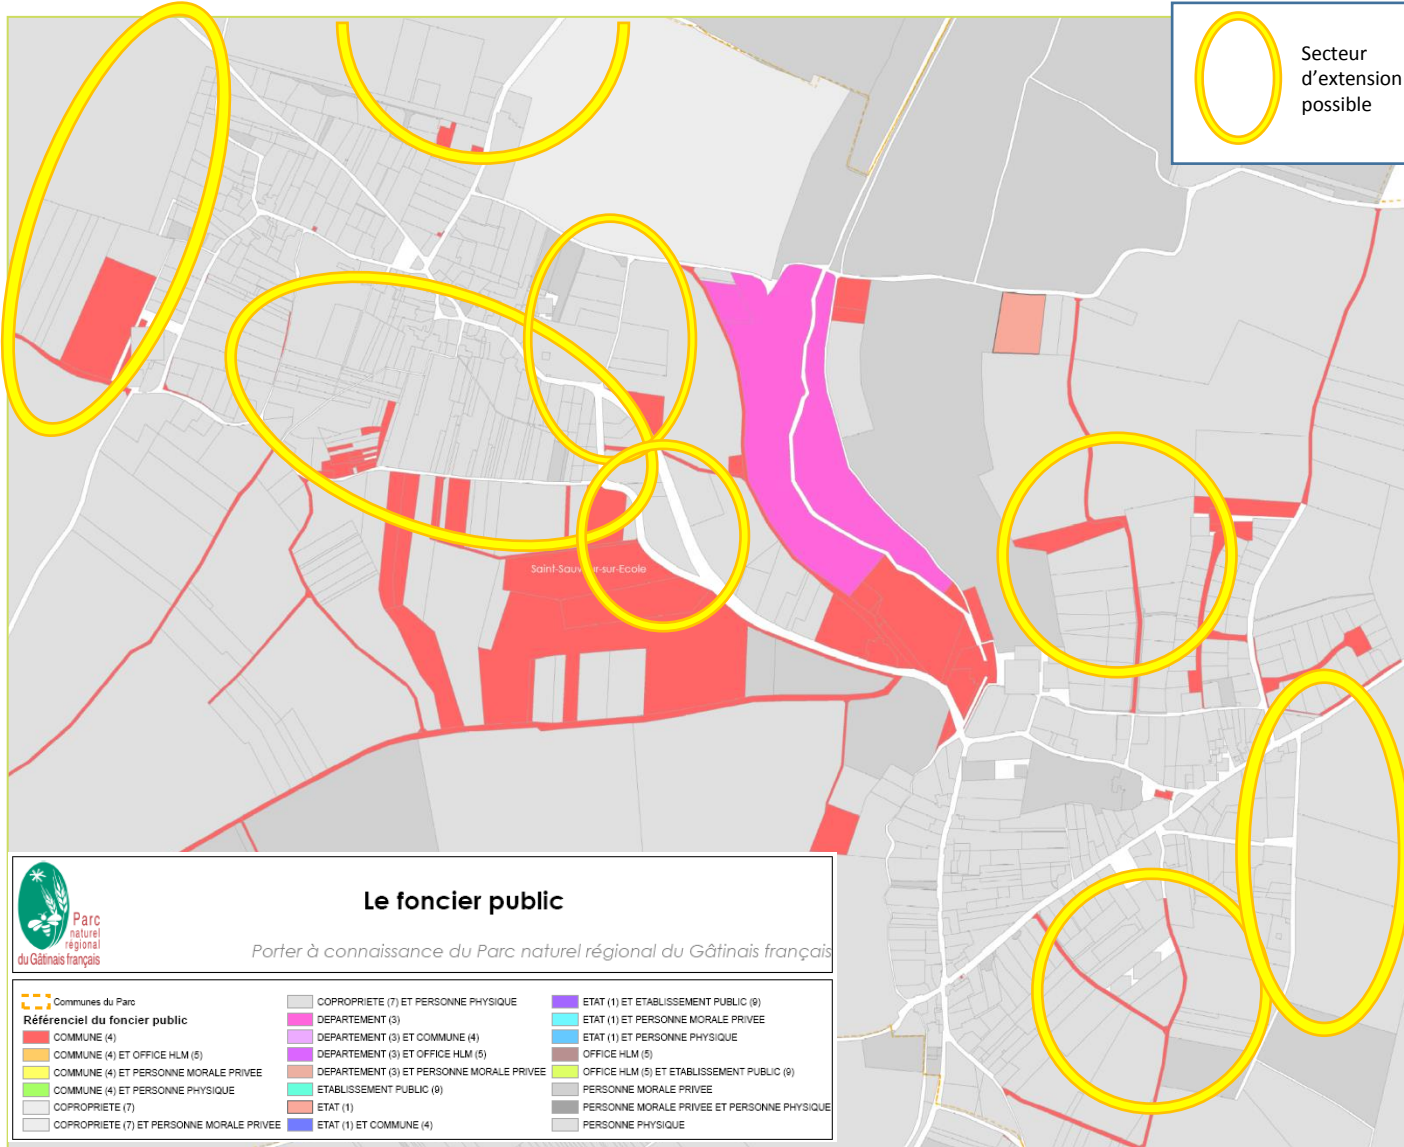 Secteur
d'extension
possible
Saint-Sauveur-sur-Ecole
Parc
naturel
régional
du Gâtinais français
Le foncier public
Porter à connaissance du Parc naturel régional du Gâtinais français
Communes du Parc
Référenciel du foncier public
COMMUNE (4)
COMMUNE (4) ET OFFICE HLM (5)
COMMUNE (4) ET PERSONNE MORALE PRIVEE
COMMUNE (4) ET PERSONNE PHYSIQUE
COPROPRIETE (7)
COPROPRIETE (7) ET PERSONNE MORALE PRIVEE
COPROPRIETE (7) ET PERSONNE PHYSIQUE
DEPARTEMENT (3)
DEPARTEMENT (3) ET COMMUNE (4)
DEPARTEMENT (3) ET OFFICE HLM (5)
DEPARTEMENT (3) ET PERSONNE MORALE PRIVEE
ETABLISSEMENT PUBLIC (9)
ETAT (1)
ETAT (1) ET COMMUNE (4)
ETAT (1) ET ETABLISSEMENT PUBLIC (9)
ETAT (1) ET PERSONNE MORALE PRIVEE
ETAT (1) ET PERSONNE PHYSIQUE
OFFICE HLM (5)
OFFICE HLM (5) ET ETABLISSEMENT PUBLIC (9)
PERSONNE MORALE PRIVEE
PERSONNE MORALE PRIVEE ET PERSONNE PHYSIQUE
PERSONNE PHYSIQUE